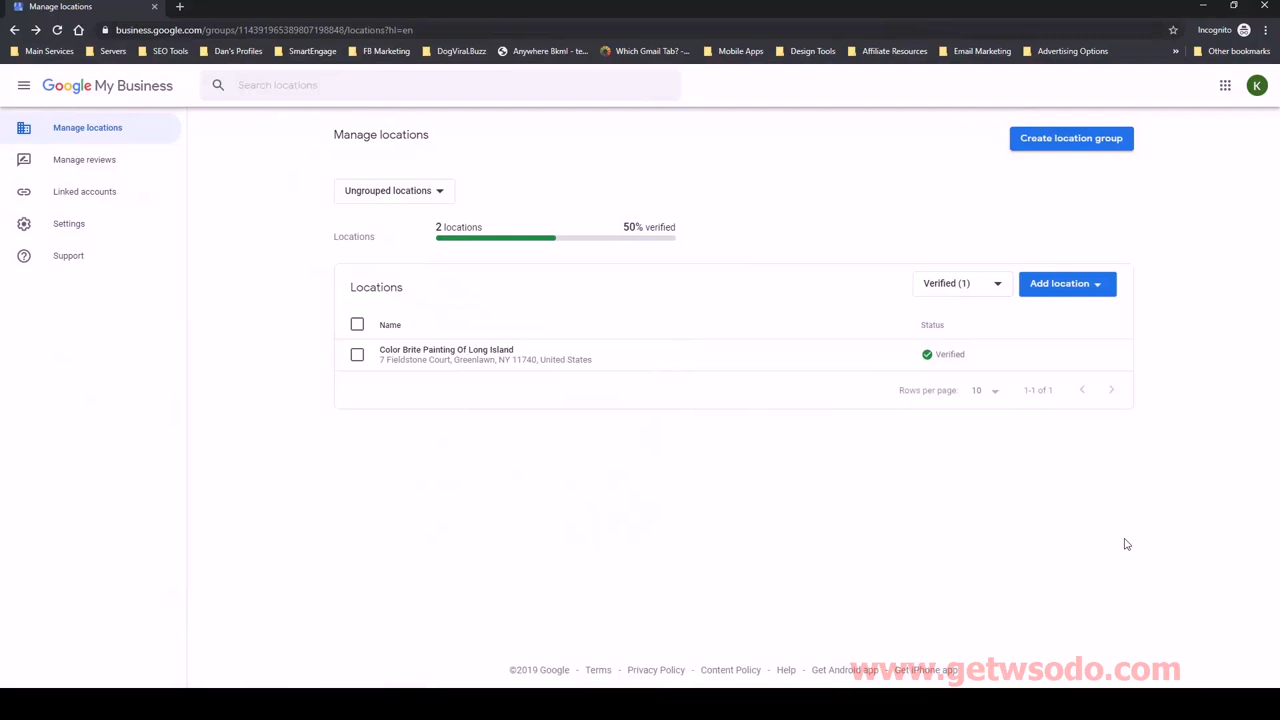 Manage locations
business.google.com/groups/114391965389807198848/locations?hl=en
Incognito
Main Services
Servers
SEO Tools
Dan's Profiles
SmartEngage
FB Marketing
DogViral.Buzz
Anywhere Bkml - te...
Which Gmail Tab? -...
Mobile Apps
Design Tools
Affiliate Resources
Email Marketing
Advertising Options
»
Other bookmarks
Google My Business
Search locations
K
Manage locations
Manage reviews
Linked accounts
Settings
Support
Manage locations
Create location group
Ungrouped locations
Locations
2 locations
50% verified
Locations
Verified (1)
Add location
Name
Status
Color Brite Painting Of Long Island
7 Fieldstone Court, Greenlawn, NY 11740, United States
Verified
Rows per page: 10
1-1 of 1
©2019 Google - Terms - Privacy Policy - Content Policy - Help - Get Android app - Get iPhone app
www.getwsodo.com